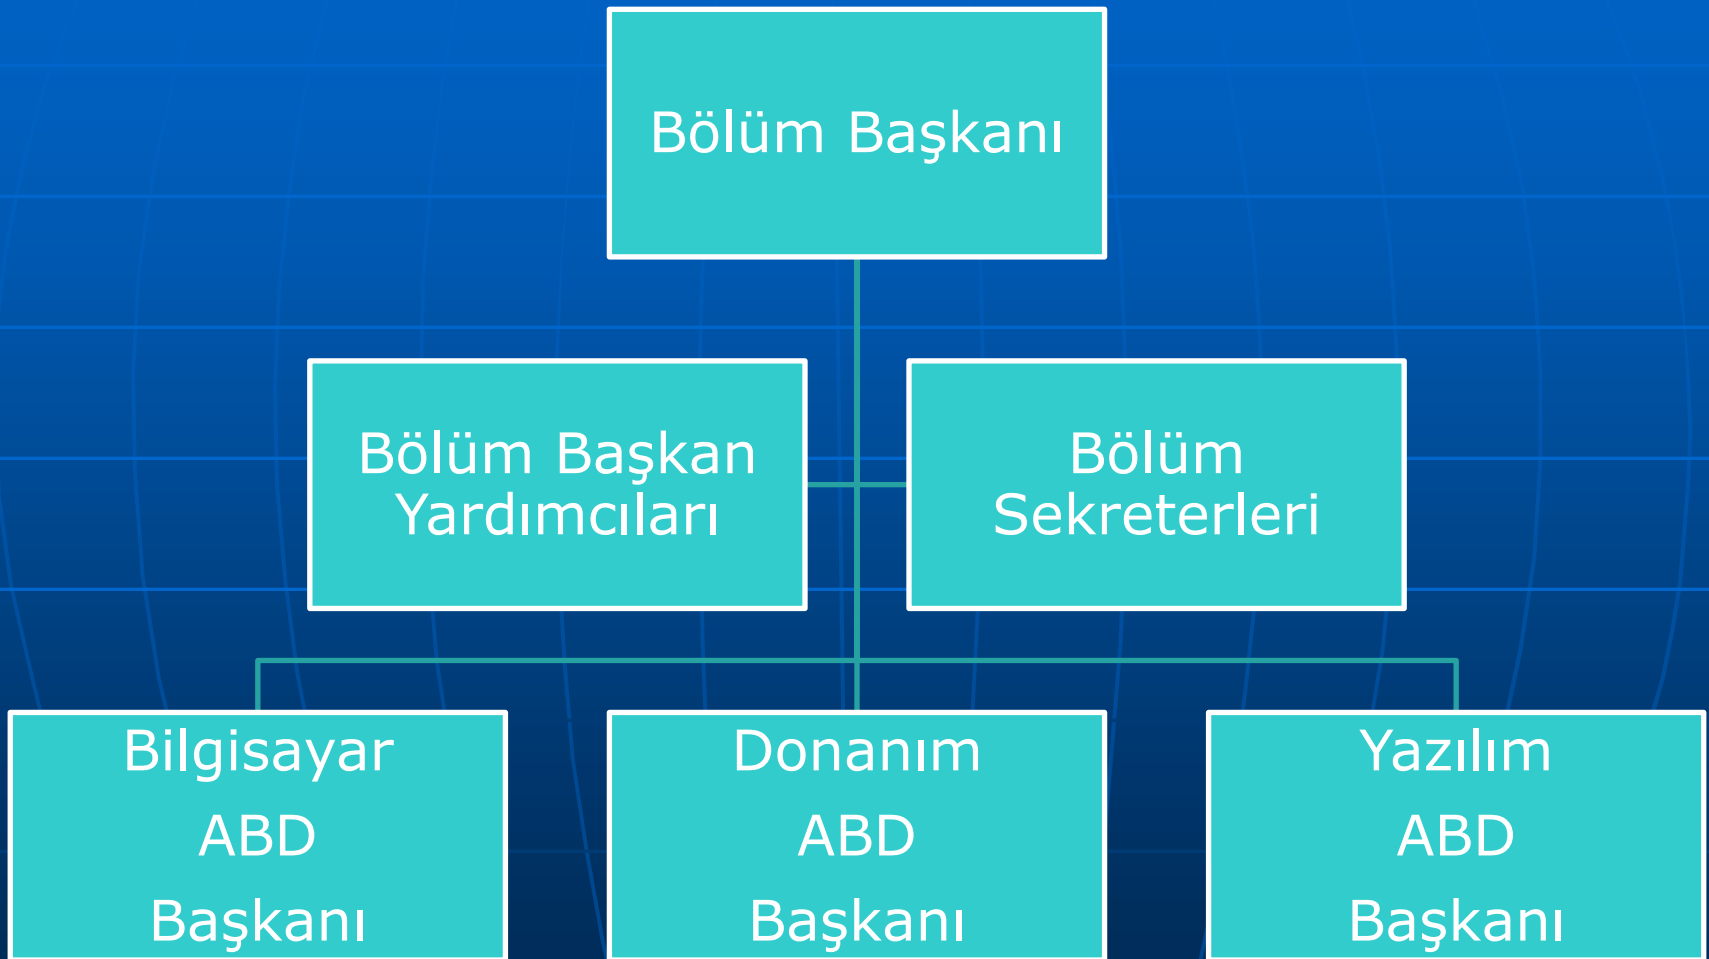 Bölüm Başkanı
Bölüm Başkan
Yardımcıları
Bölüm
Sekreterleri
Bilgisayar
ABD
Başkanı
Donanım
ABD
Başkanı
Yazılım
ABD
Başkanı